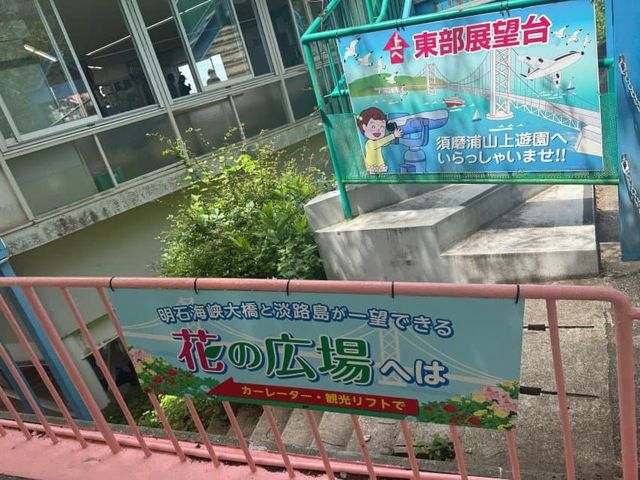 上へ
東部展望台
須磨浦山上遊園へ
いらっしゃいませ!!
明石海峡大橋と淡路島が一望できる
花の広場へは
カーレーター・観光リフトで